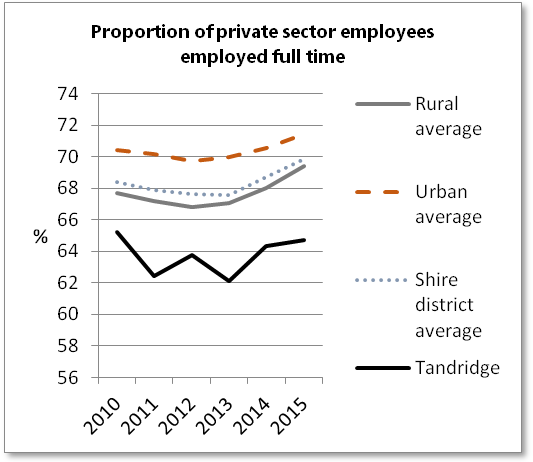 Proportion of private sector employees
employed full time
74
72
70
68
66
64
62
60
58
56
%
2010
2011
2012
2013
2014
2015
Rural
average
Urban
average
Shire
district
average
Tandridge